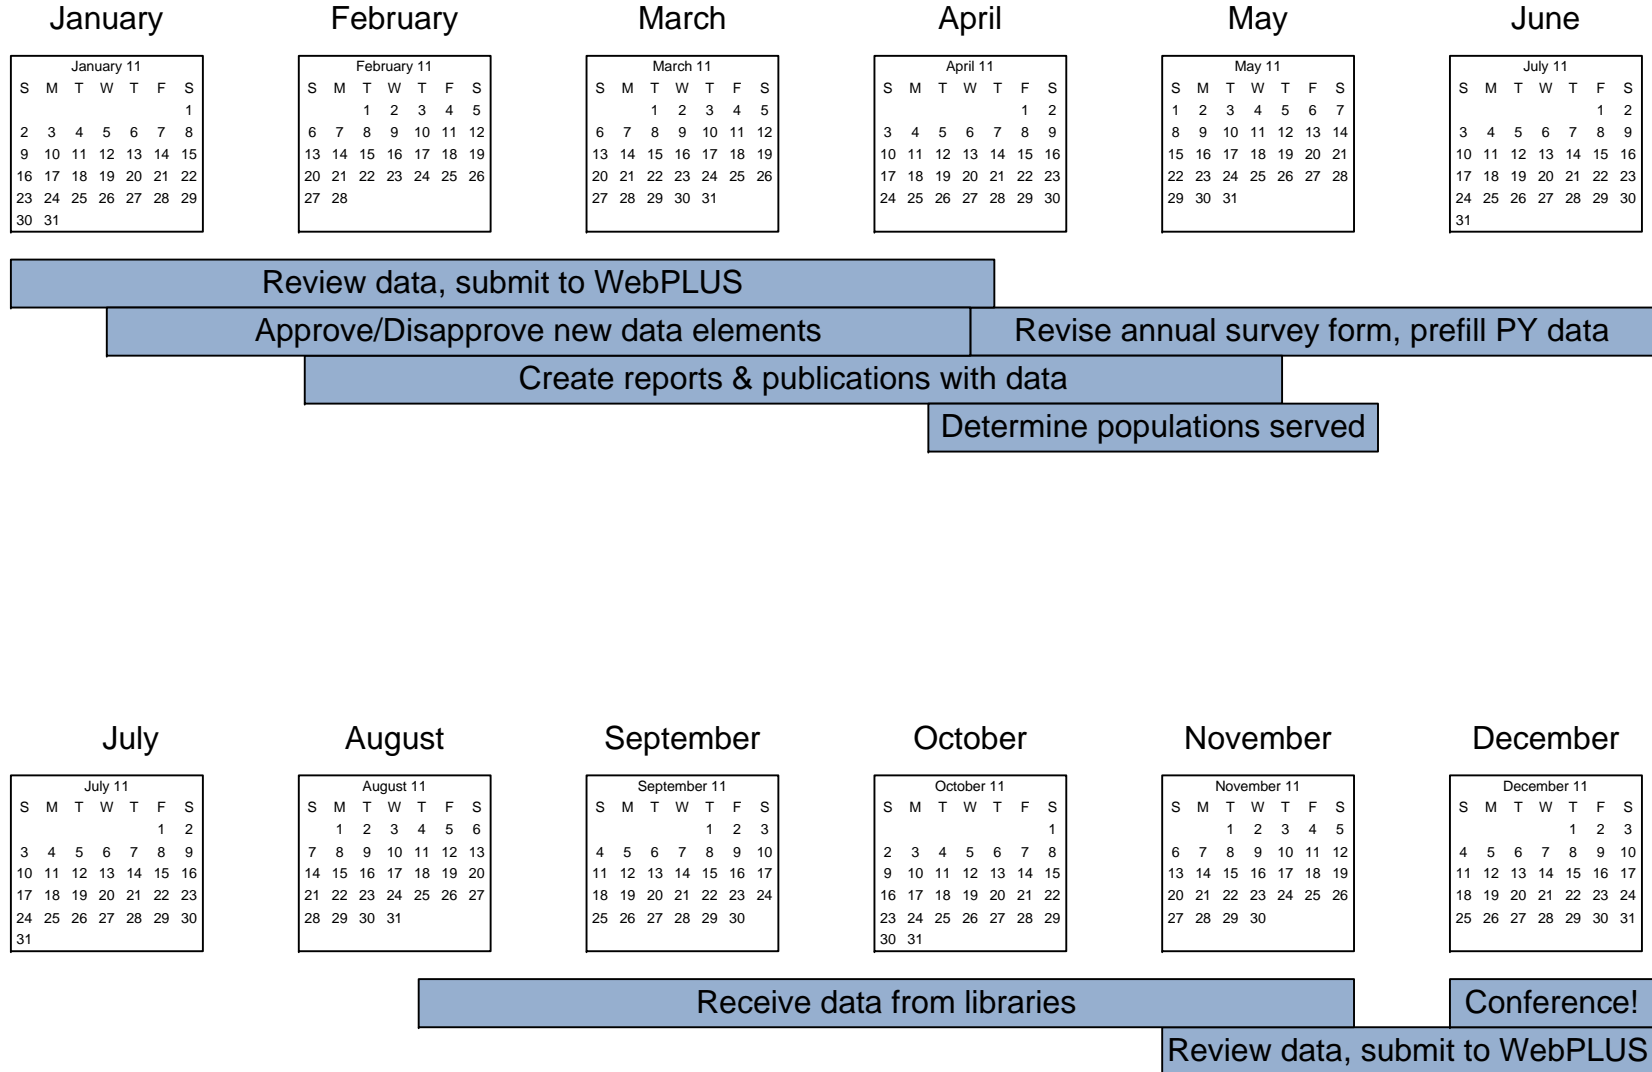 January February March April May June
January 11 February 11 March 11 April 11 May 11 July 11
S M T W T F S S M T W T F S S M T W T F S S M T W T F S S M T W T F S S M T W T F S
1 1 2 3 4 5 1 2 3 4 5 1 2 1 2 3 4 5 6 7 1 2
2 3 4 5 6 7 8 6 7 8 9 10 11 12 6 7 8 9 10 11 12 3 4 5 6 7 8 9 8 9 10 11 12 13 14 3 4 5 6 7 8 9
9 10 11 12 13 14 15 13 14 15 16 17 18 19 13 14 15 16 17 18 19 10 11 12 13 14 15 16 15 16 17 18 19 20 21 10 11 12 13 14 15 16
16 17 18 19 20 21 22 20 21 22 23 24 25 26 20 21 22 23 24 25 26 17 18 19 20 21 22 23 22 23 24 25 26 27 28 17 18 19 20 21 22 23
23 24 25 26 27 28 29 27 28 27 28 29 30 31 24 25 26 27 28 29 30 29 30 31 24 25 26 27 28 29 30
30 31 31
Review data, submit to WebPLUS
Approve/Disapprove new data elements Revise annual survey form, prefill PY data
Create reports & publications with data
Determine populations served
July August September October November December
July 11 August 11 September 11 October 11 November 11 December 11
S M T W T F S S M T W T F S S M T W T F S S M T W T F S S M T W T F S S M T W T F S
1 2 1 2 3 4 5 6 1 2 3 1 1 2 3 4 5 1 2 3
3 4 5 6 7 8 9 7 8 9 10 11 12 13 4 5 6 7 8 9 10 2 3 4 5 6 7 8 6 7 8 9 10 11 12 4 5 6 7 8 9 10
10 11 12 13 14 15 16 14 15 16 17 18 19 20 11 12 13 14 15 16 17 9 10 11 12 13 14 15 13 14 15 16 17 18 19 11 12 13 14 15 16 17
17 18 19 20 21 22 23 21 22 23 24 25 26 27 18 19 20 21 22 23 24 16 17 18 19 20 21 22 20 21 22 23 24 25 26 18 19 20 21 22 23 24
24 25 26 27 28 29 30 28 29 30 31 25 26 27 28 29 30 23 24 25 26 27 28 29 27 28 29 30 25 26 27 28 29 30 31
31 30 31
Receive data from libraries Conference!
Review data, submit to WebPLUS